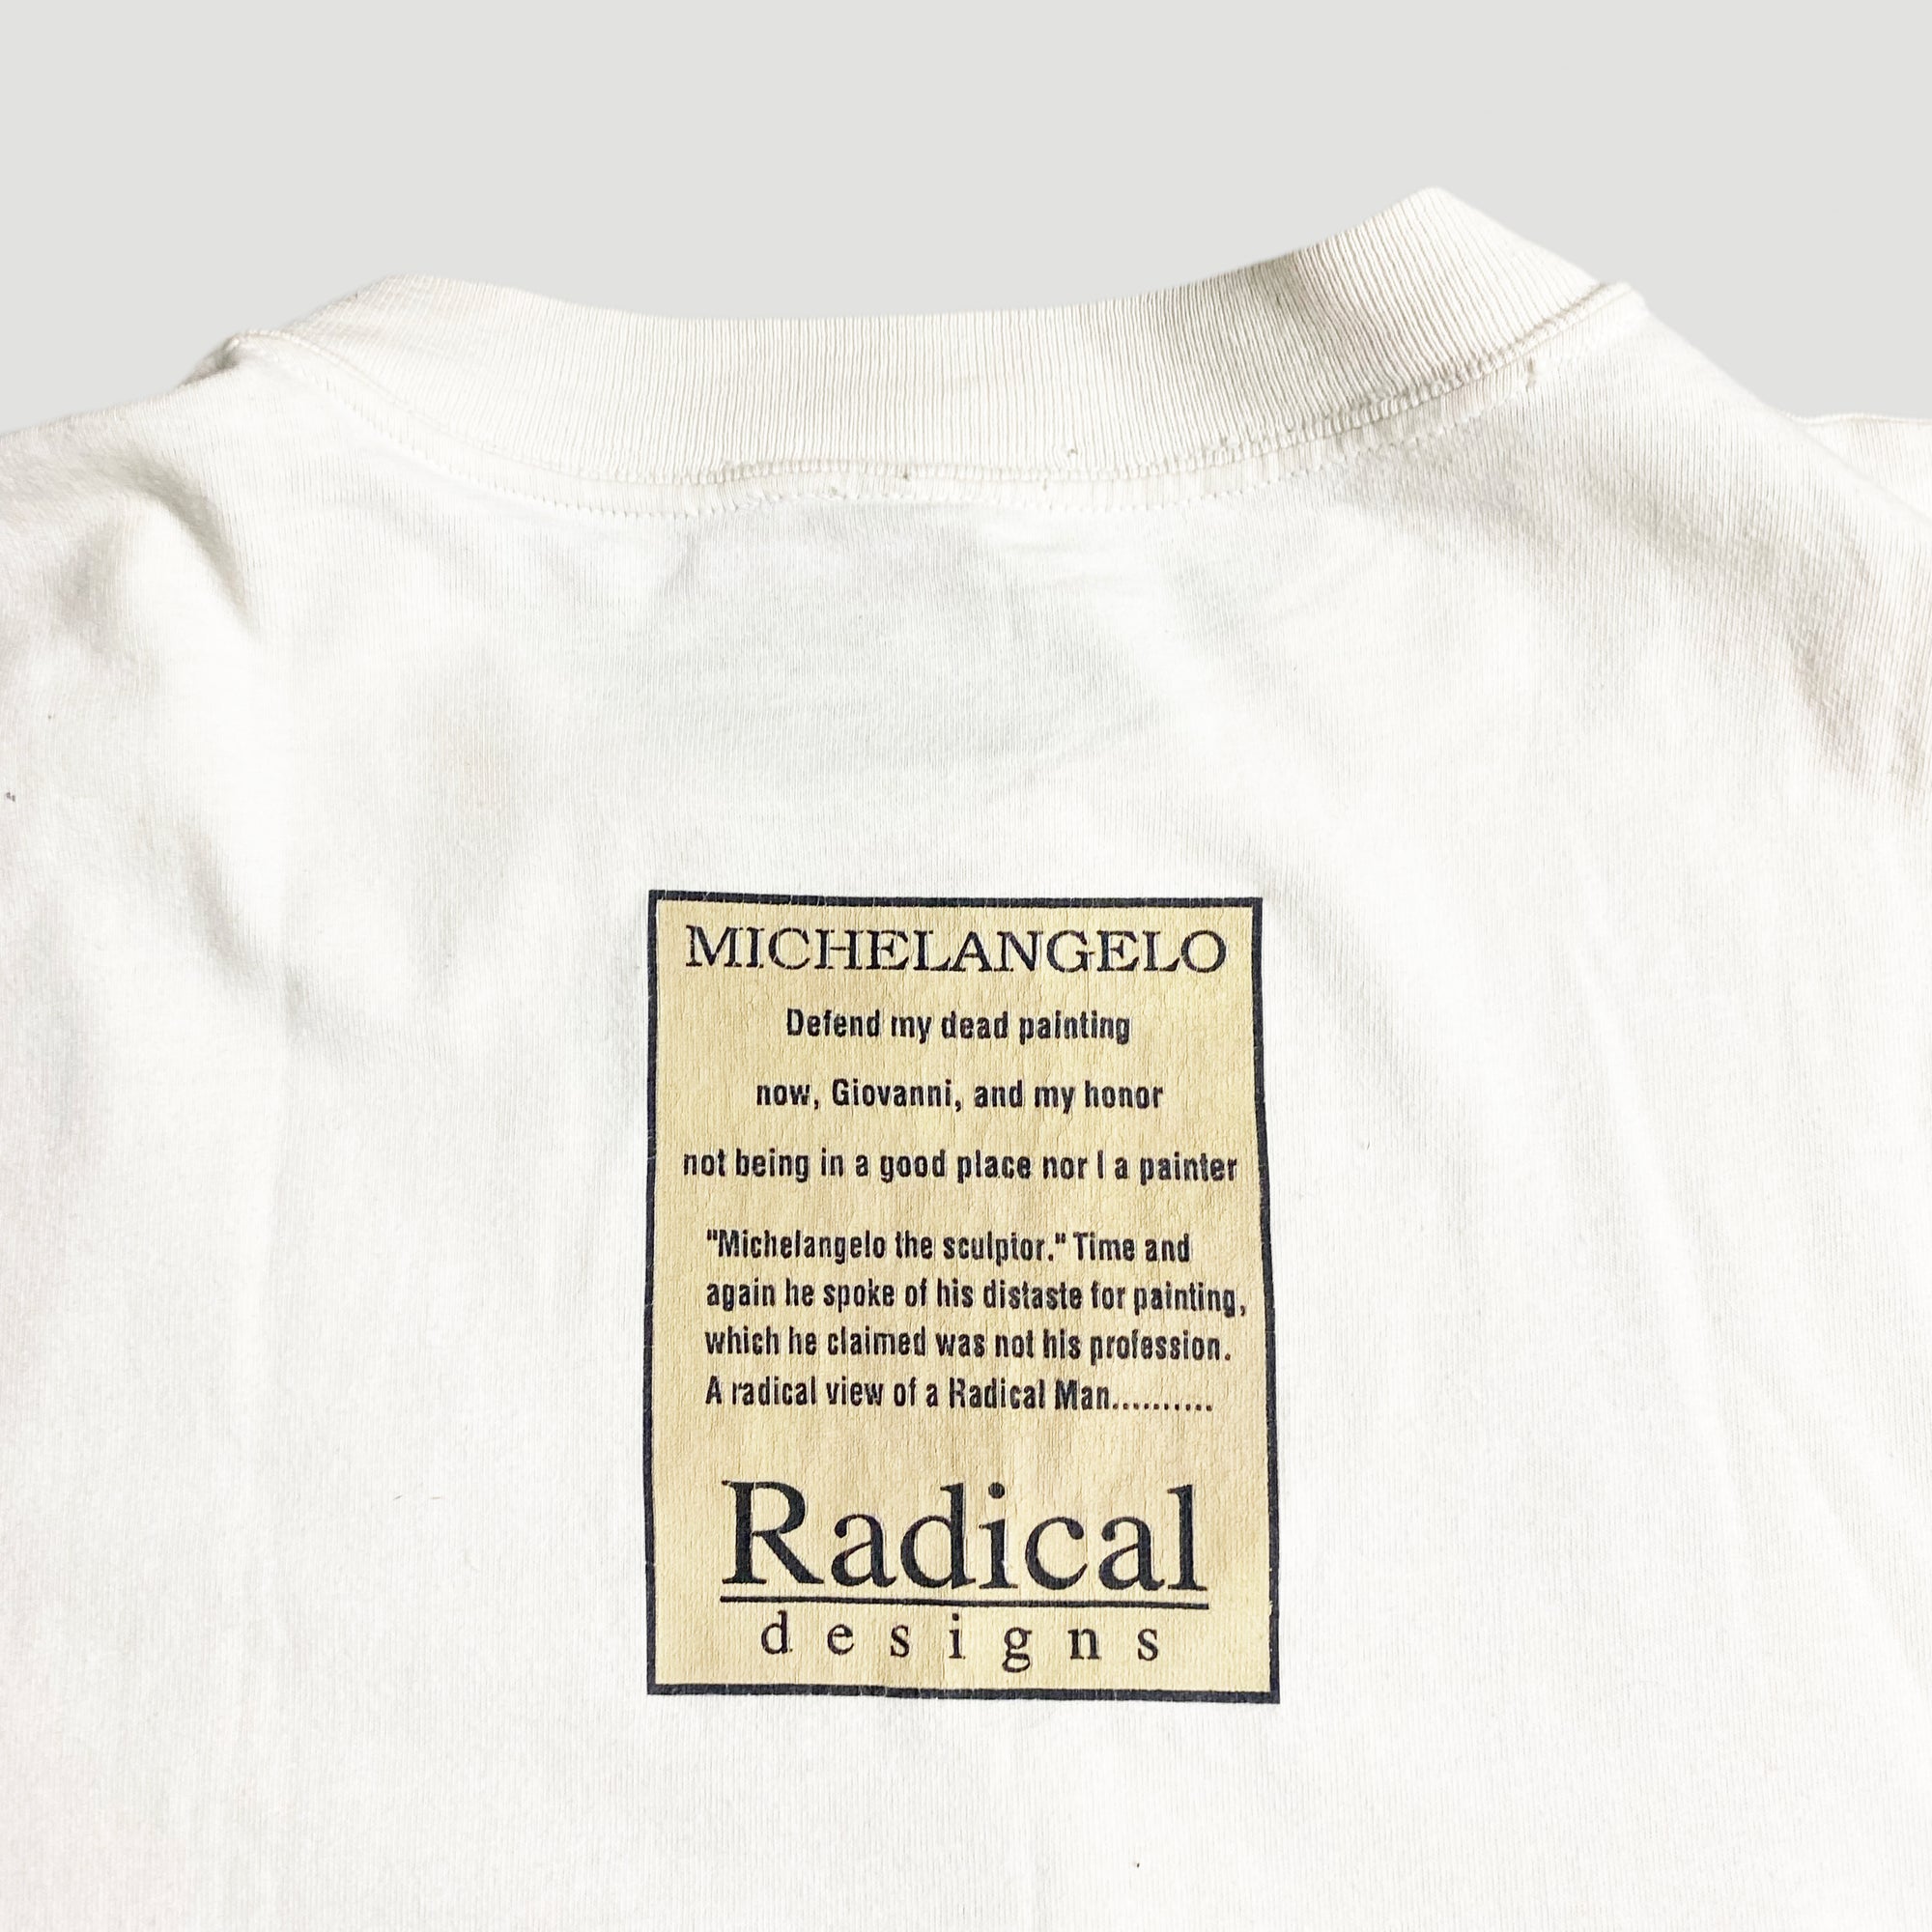 MICHELANGELO
Defend my dead painting
now, Giovanni, and my honor
not being in a good place nor I a painter
"Michelangelo the sculptor." Time and
again he spoke of his distaste for painting,
which he claimed was not his profession.
A radical view of a Radical Man..........
Radical
designs